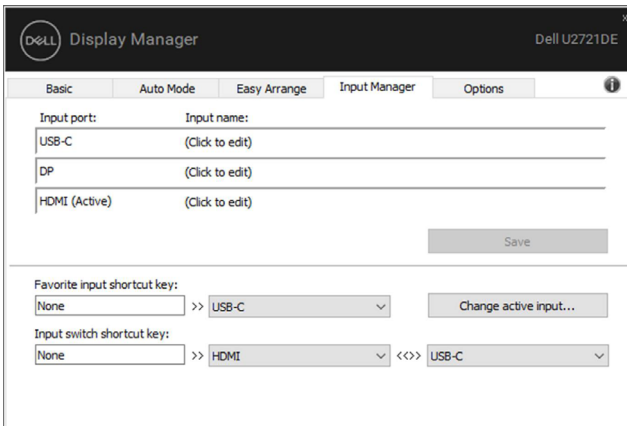 DELL Display Manager Dell U2721DE
Basic Auto Mode Easy Arrange Input Manager Options
Input port: Input name:
USB-C (Click to edit)
DP (Click to edit)
HDMI (Active) (Click to edit)
Save
Favorite input shortcut key:
None >> USB-C Change active input...
Input switch shortcut key:
None >> HDMI <<>> USB-C